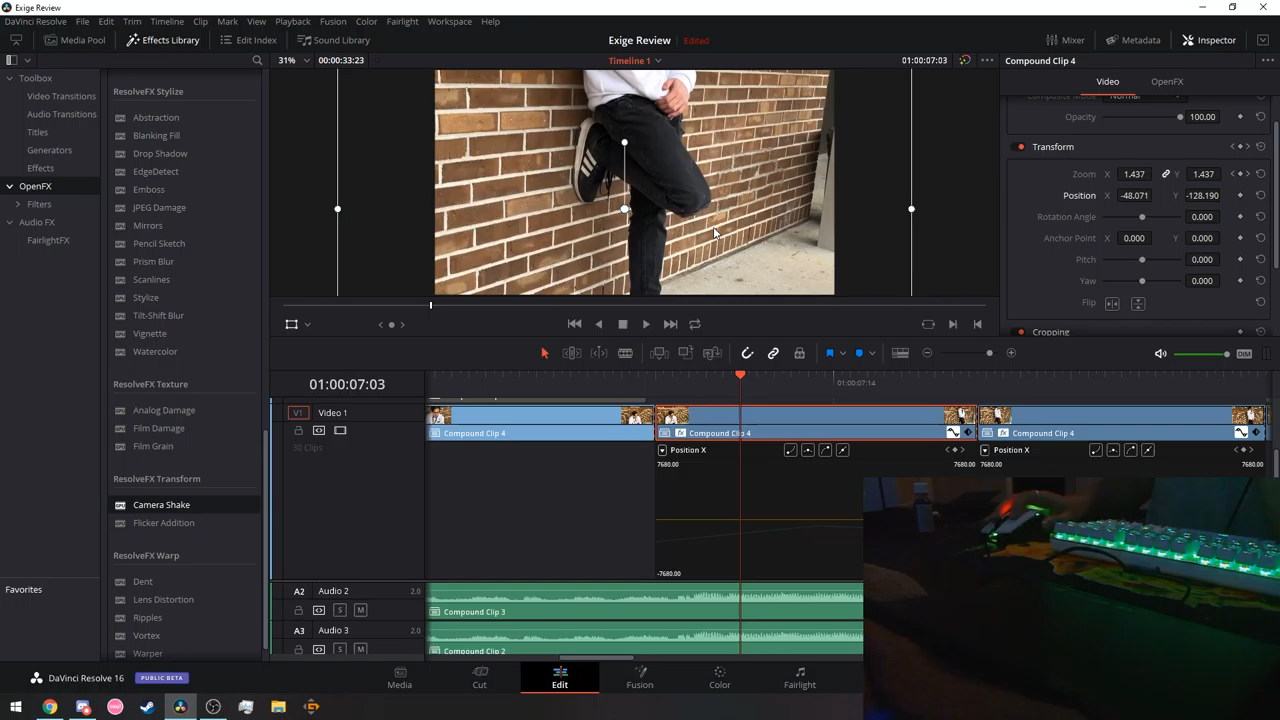 Exige Review
DaVinci Resolve File Edit Trim Timeline Clip Mark View Playback Fusion Color Fairlight Workspace Help
Media Pool Effects Library Edit Index Sound Library Exige Review Edited Mixer Metadata Inspector
31% 00:00:33:23 Timeline 1 01:00:07:03 Compound Clip 4
Toolbox
Video Transitions
Audio Transitions
Titles
Generators
Effects
OpenFX
Filters
Audio FX
FairlightFX
Favorites
ResolveFX Stylize
Abstraction
Blanking Fill
Drop Shadow
EdgeDetect
Emboss
JPEG Damage
Mirrors
Pencil Sketch
Prism Blur
Scanlines
Stylize
Tilt-Shift Blur
Vignette
Watercolor
ResolveFX Texture
Analog Damage
Film Damage
Film Grain
ResolveFX Transform
Camera Shake
Flicker Addition
ResolveFX Warp
Dent
Lens Distortion
Ripples
Vortex
Warper
Video OpenFX
Composite Mode Normal
Opacity 100.00
Transform
Zoom X 1.437 Y 1.437
Position X -48.071 Y -128.190
Rotation Angle 0.000
Anchor Point X 0.000 Y 0.000
Pitch 0.000
Yaw 0.000
Flip
Cropping
DIM
01:00:07:03 01:00:07:14
V1 Video 1
30 Clips
Compound Clip 4 Compound Clip 4 Compound Clip 4
Position X Position X
7680.00 7680.00 7680.00 7680.00
-7680.00
A2 Audio 2 2.0
S M Compound Clip 3
A3 Audio 3 2.0
S M Compound Clip 2
DaVinci Resolve 16 PUBLIC BETA
Media Cut Edit Fusion Color Fairlight